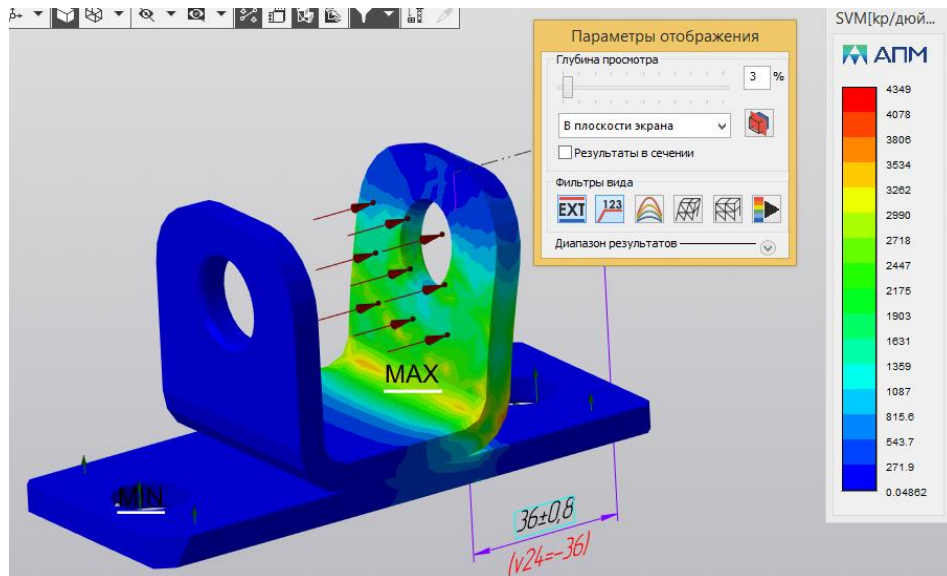 SVM[kp/дюй...
Параметры отображения
Глубина просмотра
3 %
В плоскости экрана
Результаты в сечении
Фильтры вида
EXT 123
Диапазон результатов
АПМ
4349
4078
3806
3534
3262
2990
2718
2447
2175
1903
1631
1359
1087
815.6
543.7
271.9
0.04862
MAX
MIN
36±0,8
(v24=-36)